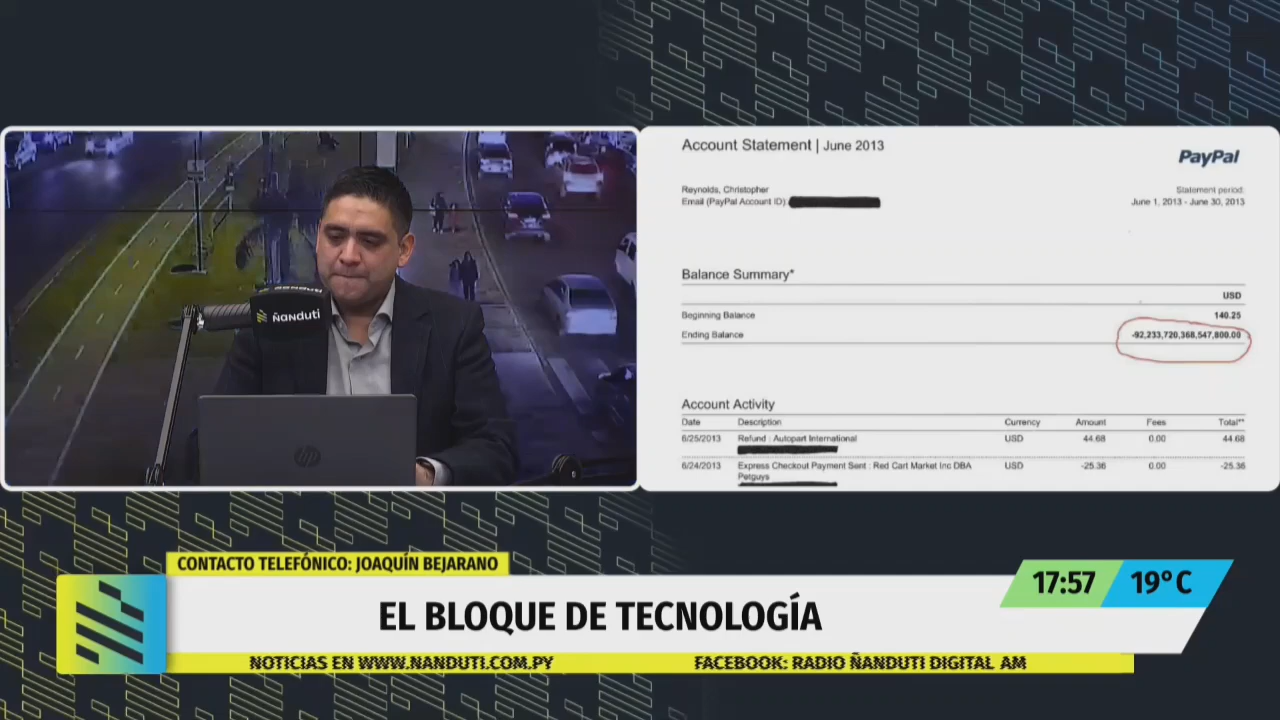 Account Statement | June 2013
PayPal
Reynolds, Christopher
Email (PayPal Account ID)
Statement period:
June 1, 2013 - June 30, 2013
Balance Summary*
USD
Beginning Balance 140.25
Ending Balance -92,233,720,368,547,800.00
Account Activity
Date Description Currency Amount Fees Total**
6/25/2013 Refund : Autopart International USD 44.68 0.00 44.68
6/24/2013 Express Checkout Payment Sent : Red Cart Market Inc DBA USD -25.36 0.00 -25.36
Petguys
ñanduti
hp
CONTACTO TELEFÓNICO: JOAQUÍN BEJARANO
EL BLOQUE DE TECNOLOGÍA
17:57 19°C
NOTICIAS EN WWW.NANDUTI.COM.PY FACEBOOK: RADIO ÑANDUTI DIGITAL AM